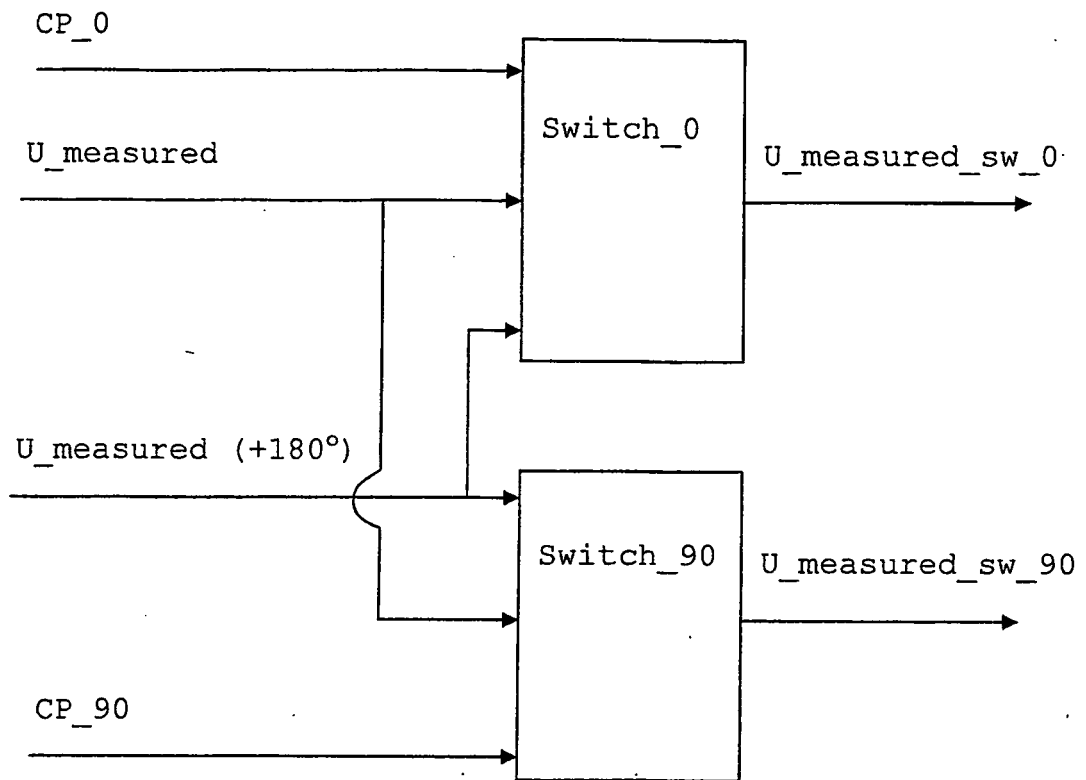 CP_0
Switch_0
U_measured
U_measured_sw_0
U_measured (+180°)
Switch_90
U_measured_sw_90
CP_90